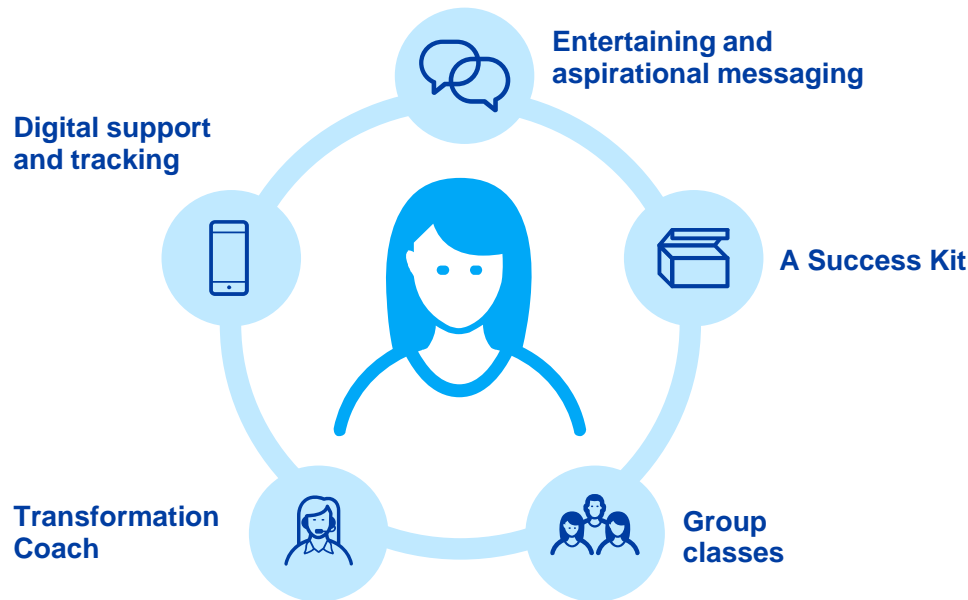 Entertaining and
aspirational messaging
Digital support
and tracking
A Success Kit
Transformation
Coach
Group
classes